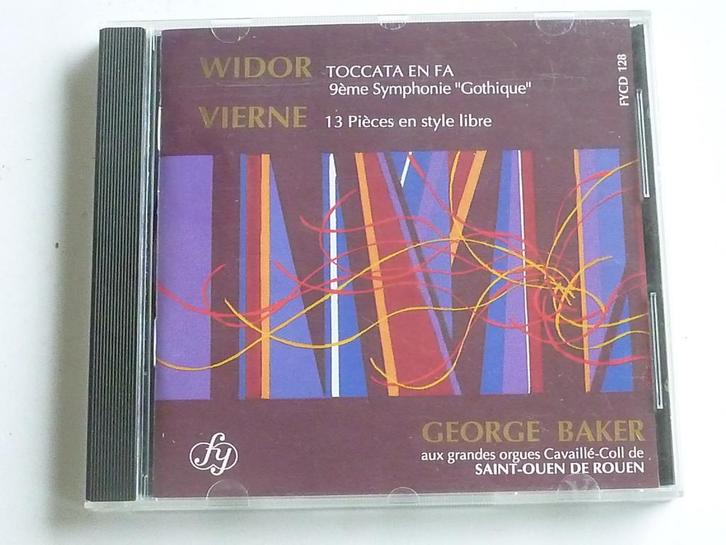 WIDOR TOCCATA EN FA
9ème Symphonie "Gothique"
VIERNE 13 Pièces en style libre
FYCD 128
fy
GEORGE BAKER
aux grandes orgues Cavaillé-Coll de
SAINT-OUEN DE ROUEN